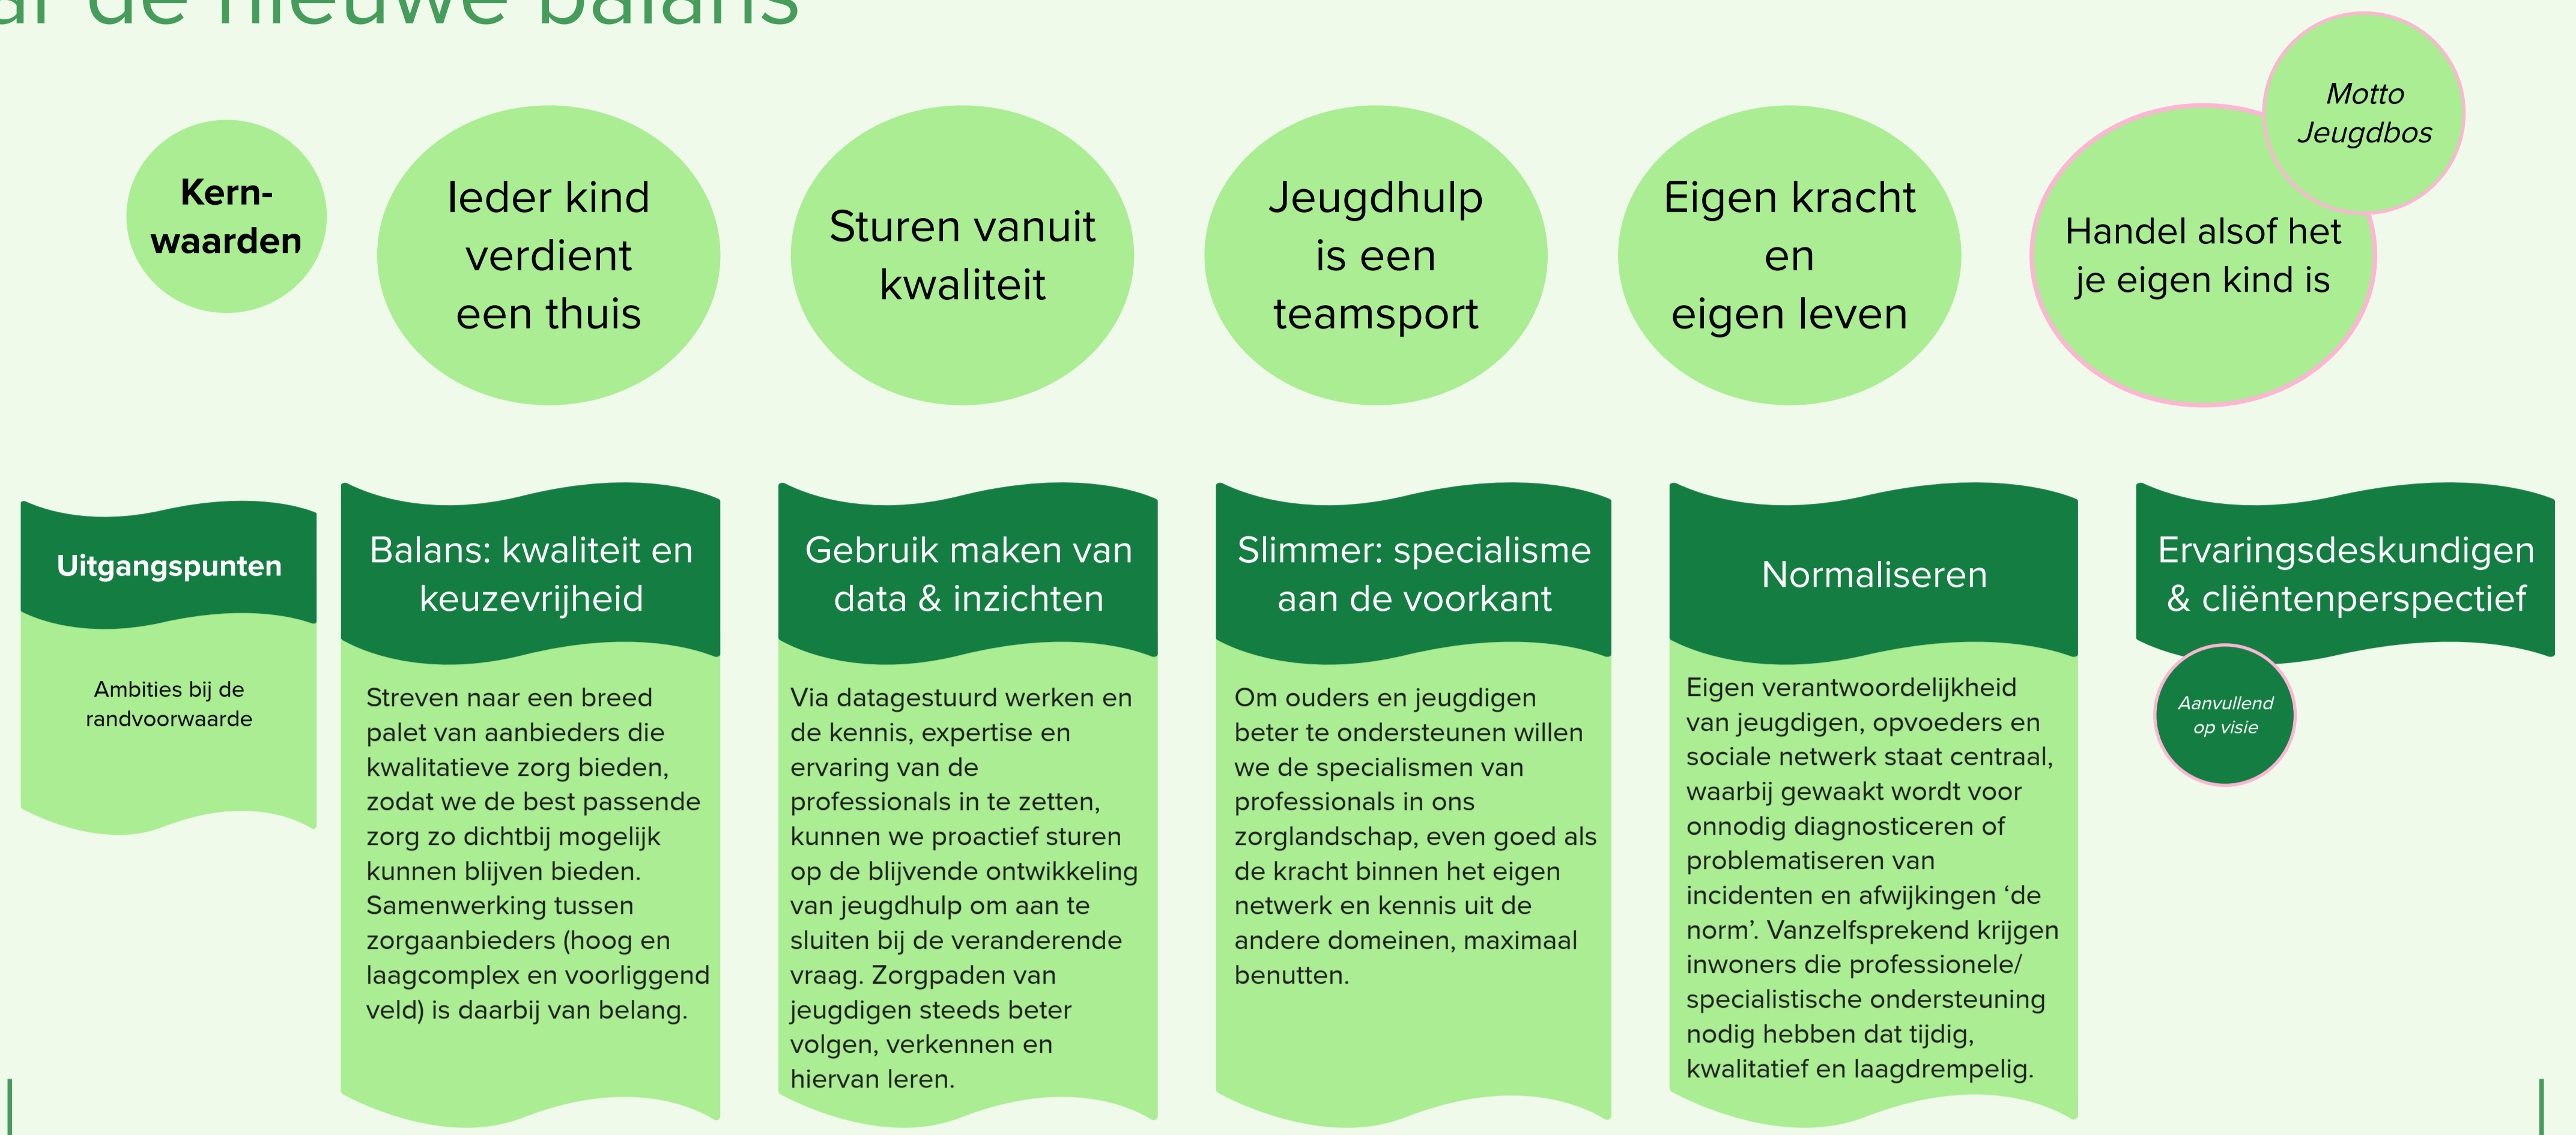 ar de nieuwe balans
Motto
Jeugdbos
Kern-
waarden
Ieder kind
verdient
een thuis
Sturen vanuit
kwaliteit
Jeugdhulp
is een
teamsport
Eigen kracht
en
eigen leven
Handel alsof het
je eigen kind is
Uitgangspunten
Ambities bij de
randvoorwaarde
Balans: kwaliteit en
keuzevrijheid
Streven naar een breed
palet van aanbieders die
kwalitatieve zorg bieden,
zodat we de best passende
zorg zo dichtbij mogelijk
kunnen blijven bieden.
Samenwerking tussen
zorgaanbieders (hoog en
laagcomplex en voorliggend
veld) is daarbij van belang.
Gebruik maken van
data & inzichten
Via datagestuurd werken en
de kennis, expertise en
ervaring van de
professionals in te zetten,
kunnen we proactief sturen
op de blijvende ontwikkeling
van jeugdhulp om aan te
sluiten bij de veranderende
vraag. Zorgpaden van
jeugdigen steeds beter
volgen, verkennen en
hiervan leren.
Slimmer: specialisme
aan de voorkant
Om ouders en jeugdigen
beter te ondersteunen willen
we de specialismen van
professionals in ons
zorglandschap, even goed als
de kracht binnen het eigen
netwerk en kennis uit de
andere domeinen, maximaal
benutten.
Normaliseren
Eigen verantwoordelijkheid
van jeugdigen, opvoeders en
sociale netwerk staat centraal,
waarbij gewaakt wordt voor
onnodig diagnosticeren of
problematiseren van
incidenten en afwijkingen ‘de
norm’. Vanzelfsprekend krijgen
inwoners die professionele/
specialistische ondersteuning
nodig hebben dat tijdig,
kwalitatief en laagdrempelig.
Ervaringsdeskundigen
& cliëntenperspectief
Aanvullend
op visie